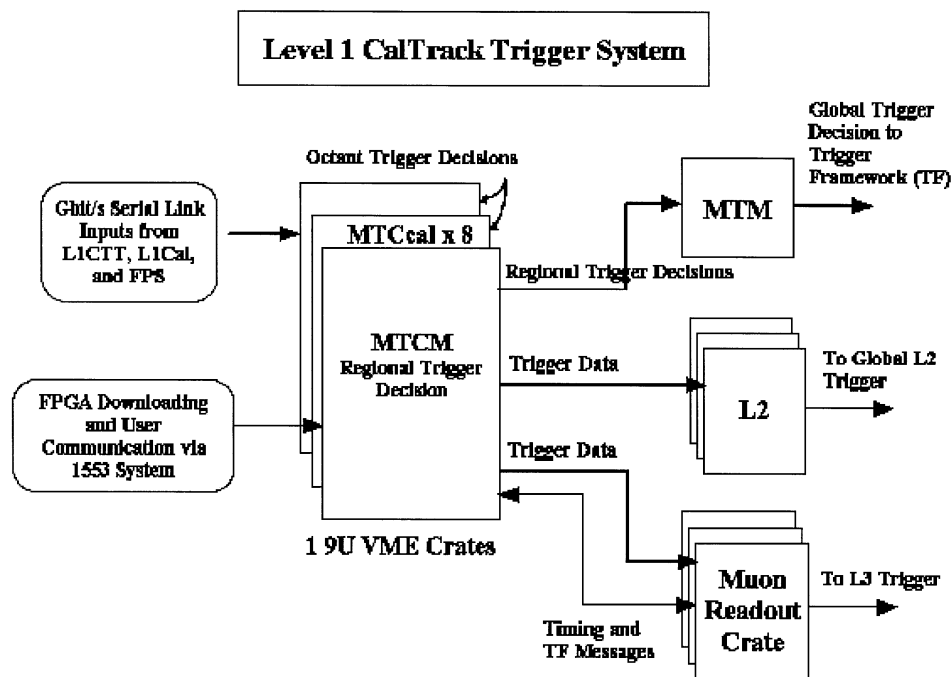 Level 1 CalTrack Trigger System
Global Trigger
Decision to
Trigger
Framework (TF)
Octant Trigger Decisions
Gbit/s Serial Link
Inputs from
L1CTT, L1Cal,
and FPS
MTCcal x 8
MTM
Regional Trigger Decisions
MTCM
Regional Trigger
Decision
Trigger Data
To Global L2
Trigger
L2
FPGA Downloading
and User
Communication via
1553 System
Trigger Data
1 9U VME Crates
Muon
Readout
Crate
To L3 Trigger
Timing and
TF Messages